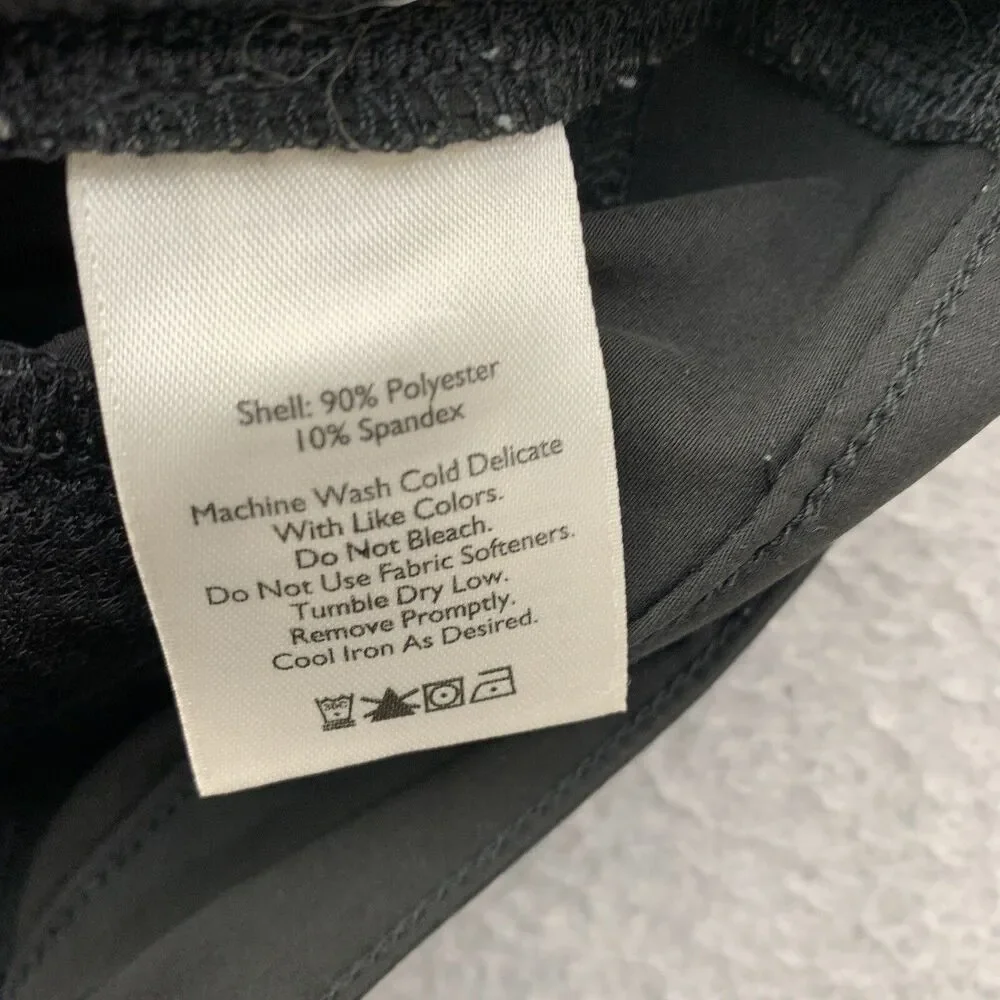 Shell: 90% Polyester
10% Spandex
Machine Wash Cold Delicate
With Like Colors.
Do Not Bleach.
Do Not Use Fabric Softeners.
Tumble Dry Low.
Remove Promptly.
Cool Iron As Desired.
30C